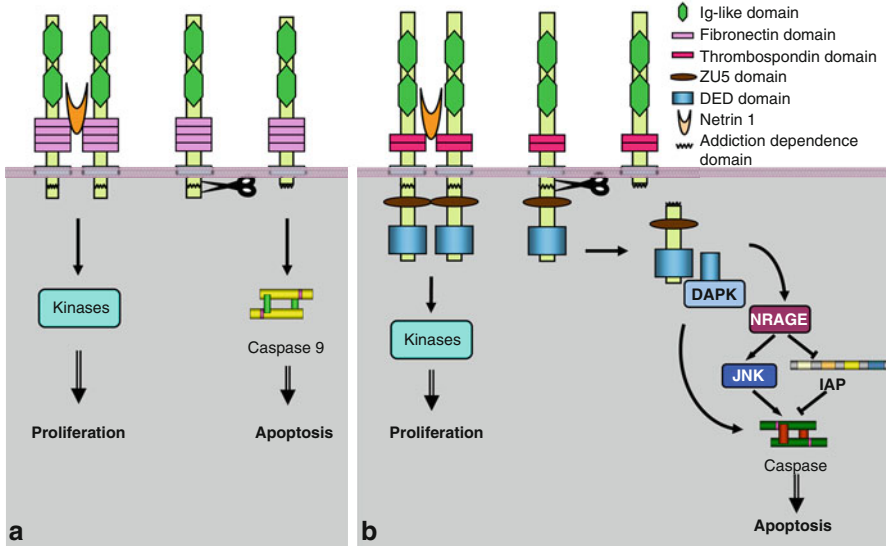 Ig-like domain
Fibronectin domain
Thrombospondin domain
ZU5 domain
DED domain
Netrin 1
Addiction dependence
domain
Kinases
Caspase 9
Proliferation
Apoptosis
a
Kinases
Proliferation
DAPK
NRAGE
JNK
IAP
Caspase
Apoptosis
b